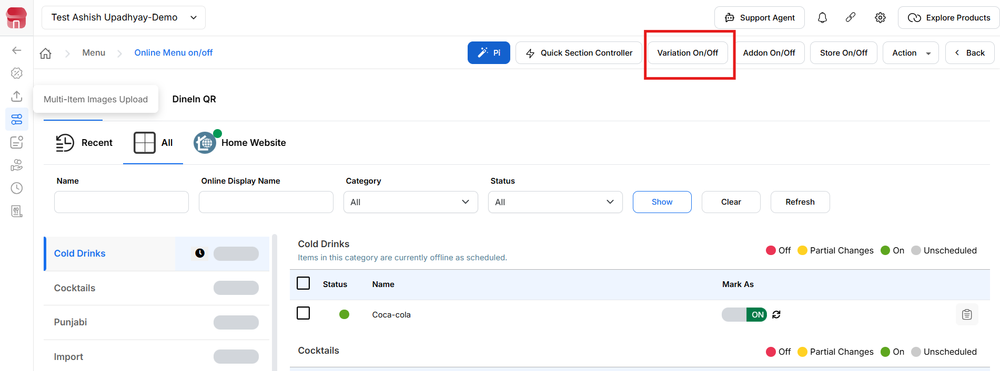 Test Ashish Upadhyay-Demo
Support Agent
Explore Products
Menu
Online Menu on/off
Pi
Quick Section Controller
Variation On/Off
Addon On/Off
Store On/Off
Action
Back
Multi-Item Images Upload
DineIn QR
Recent
All
Home Website
Name
Online Display Name
Category
Status
All
All
Show
Clear
Refresh
Cold Drinks
Cocktails
Punjabi
Import
Cold Drinks
Items in this category are currently offline as scheduled.
Off Partial Changes On Unscheduled
Status Name Mark As
Coca-cola ON
Cocktails
Off Partial Changes On Unscheduled